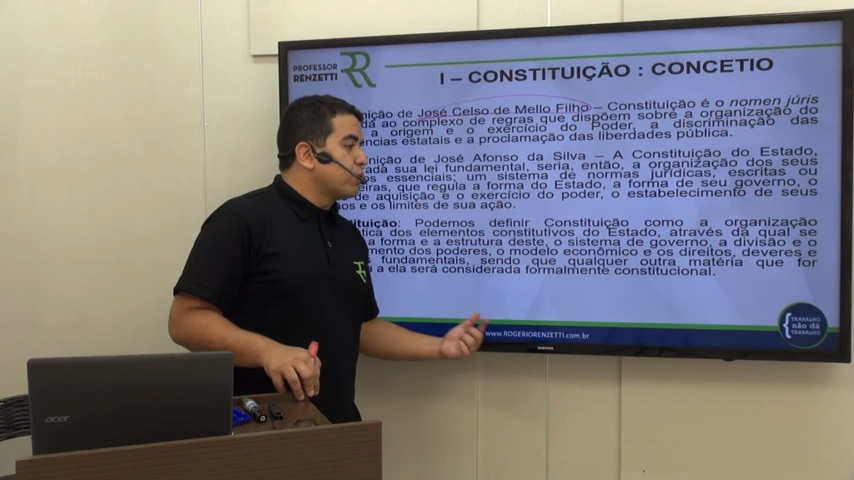 PROFESSOR
RENZETTI
I – CONSTITUIÇÃO : CONCETIO
de José Celso de Mello Filho – Constituição é o nomen júris
ao complexo de regras que dispõem sobre a organização do
a origem e o exercício do Poder, a discriminação das
estatais e a proclamação das liberdades pública.
de José Afonso da Silva – A Constituição do Estado,
sua lei fundamental, seria, então, a organização dos seus
essenciais; um sistema de normas jurídicas, escritas ou
que regula a forma do Estado, a forma de seu governo, o
de aquisição e o exercício do poder, o estabelecimento de seus
e os limites de sua ação.
Podemos definir Constituição como a organização
dos elementos constitutivos do Estado, através da qual se
a forma e a estrutura deste, o sistema de governo, a divisão e o
dos poderes, o modelo econômico e os direitos, deveres e
fundamentais, sendo que qualquer outra matéria que for
a ela será considerada formalmente constitucional.
www.ROGERIORENZETTI.com.br
TRABALHO
não dá
TRABALHO
SAMSUNG
acer